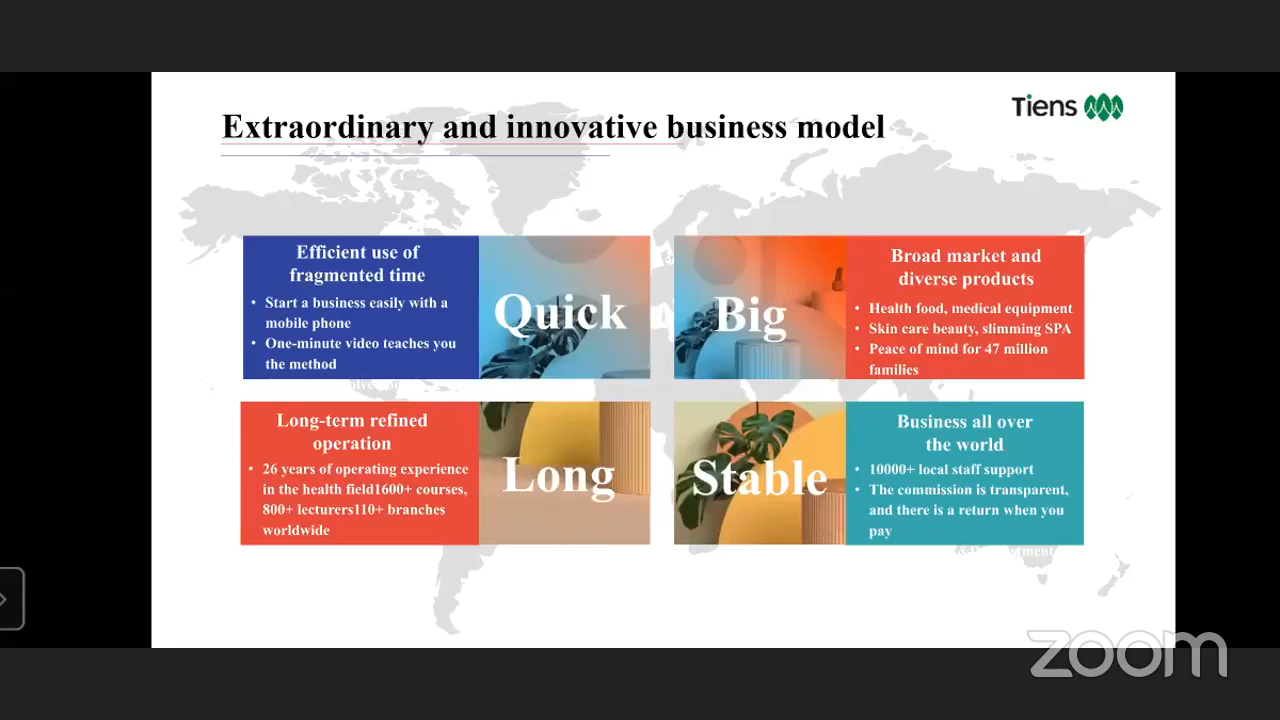 Tiens
Extraordinary and innovative business model
Efficient use of
fragmented time
• Start a business easily with a
mobile phone
• One-minute video teaches you
the method
Quick
Big
Broad market and
diverse products
• Health food, medical equipment
• Skin care beauty, slimming SPA
• Peace of mind for 47 million
families
Long-term refined
operation
• 26 years of operating experience
in the health field1600+ courses,
800+ lecturers110+ branches
worldwide
Long
Stable
Business all over
the world
• 10000+ local staff support
• The commission is transparent,
and there is a return when you
pay
zoom